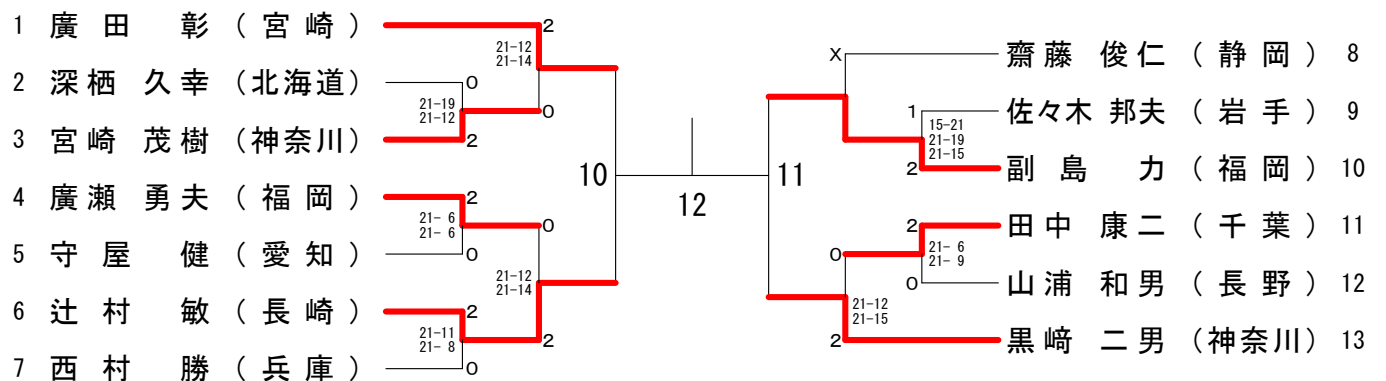 1 廣田 彰 (宮崎) 2
21-12
21-14
2 深栖 久幸 (北海道) 0
21-19
21-12
0
3 宮崎 茂樹 (神奈川) 2
10
4 廣瀬 勇夫 (福岡) 2
21- 6
21- 6
0
5 守屋 健 (愛知) 0
21-12
21-14
6 辻村 敏 (長崎) 2
21-11
21- 8
2
7 西村 勝 (兵庫) 0
12
X 齋藤 俊仁 (静岡) 8
1 佐々木 邦夫 (岩手) 9
15-21
21-19
21-15
2 副島 力 (福岡) 10
11
2 田中 康二 (千葉) 11
0
21- 6
21- 9
0 山浦 和男 (長野) 12
21-12
21-15
2 黒﨑 二男 (神奈川) 13